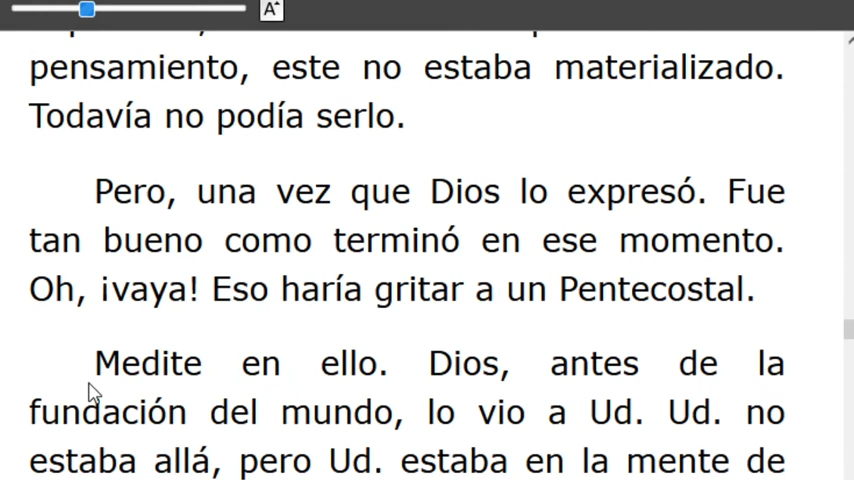 A
pensamiento, este no estaba materializado.
Todavía no podía serlo.
Pero, una vez que Dios lo expresó. Fue
tan bueno como terminó en ese momento.
Oh, ¡vaya! Eso haría gritar a un Pentecostal.
Medite en ello. Dios, antes de la
fundación del mundo, lo vio a Ud. Ud. no
estaba allá, pero Ud. estaba en la mente de